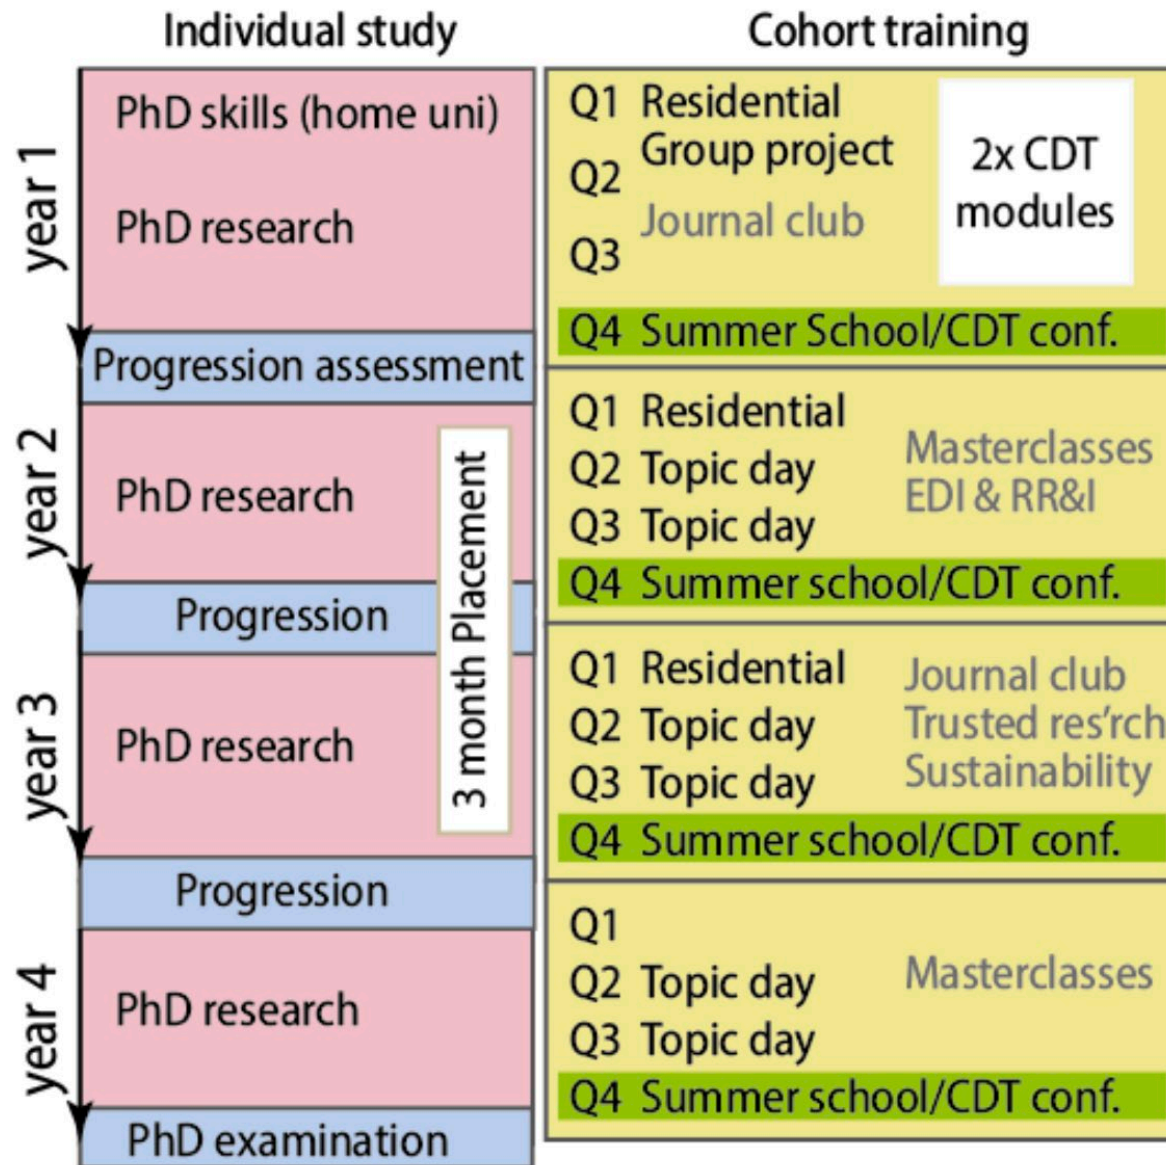 Individual study
Cohort training
year 1
PhD skills (home uni)
PhD research
Progression assessment
year 2
PhD research
Progression
3 month Placement
year 3
PhD research
Progression
year 4
PhD research
PhD examination
Q1 Residential
Group project
Q2
Journal club
Q3
2x CDT
modules
Q4 Summer School/CDT conf.
Q1 Residential
Q2 Topic day
Q3 Topic day
Masterclasses
EDI & RR&I
Q4 Summer school/CDT conf.
Q1 Residential
Q2 Topic day
Q3 Topic day
Journal club
Trusted res'rch
Sustainability
Q4 Summer school/CDT conf.
Q1
Q2 Topic day
Q3 Topic day
Masterclasses
Q4 Summer school/CDT conf.